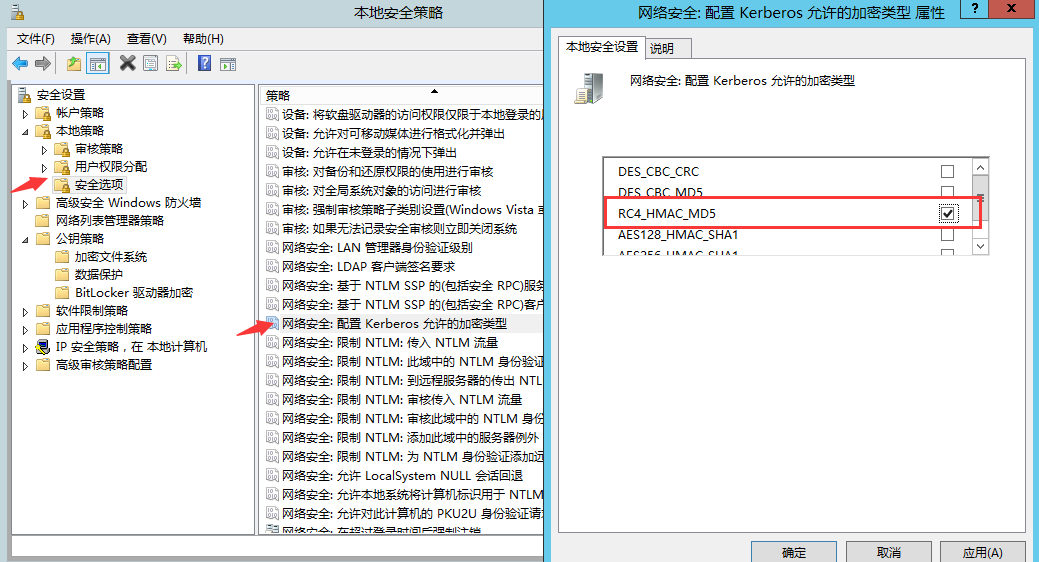 本地安全策略
文件(F) 操作(A) 查看(V) 帮助(H)
安全设置
帐户策略
本地策略
审核策略
用户权限分配
安全选项
高级安全 Windows 防火墙
网络列表管理器策略
公钥策略
加密文件系统
数据保护
BitLocker 驱动器加密
软件限制策略
应用程序控制策略
IP 安全策略，在 本地计算机
高级审核策略配置
策略
设备: 将软盘驱动器的访问权限仅限于本地登录的
设备: 允许对可移动媒体进行格式化并弹出
设备: 允许在未登录的情况下弹出
审核: 对备份和还原权限的使用进行审核
审核: 对全局系统对象的访问进行审核
审核: 强制审核策略子类别设置(Windows Vista 或
审核: 如果无法记录安全审核则立即关闭系统
网络安全: LAN 管理器身份验证级别
网络安全: LDAP 客户端签名要求
网络安全: 基于 NTLM SSP 的(包括安全 RPC)服务
网络安全: 基于 NTLM SSP 的(包括安全 RPC)客户
网络安全: 配置 Kerberos 允许的加密类型
网络安全: 限制 NTLM: 传入 NTLM 流量
网络安全: 限制 NTLM: 此域中的 NTLM 身份验证
网络安全: 限制 NTLM: 到远程服务器的传出 NTL
网络安全: 限制 NTLM: 审核传入 NTLM 流量
网络安全: 限制 NTLM: 审核此域中的 NTLM 身份
网络安全: 限制 NTLM: 添加此域中的服务器例外
网络安全: 限制 NTLM: 为 NTLM 身份验证添加远
网络安全: 允许 LocalSystem NULL 会话回退
网络安全: 允许本地系统将计算机标识用于 NTLM
网络安全: 允许对此计算机的 PKU2U 身份验证请
网络安全: 在超过登录时间后强制注销
网络安全: 配置 Kerberos 允许的加密类型 属性
? x
本地安全设置 说明
网络安全: 配置 Kerberos 允许的加密类型
DES_CBC_CRC
DES_CBC_MD5
RC4_HMAC_MD5
AES128_HMAC_SHA1
AES256_HMAC_SHA1
确定 取消 应用(A)